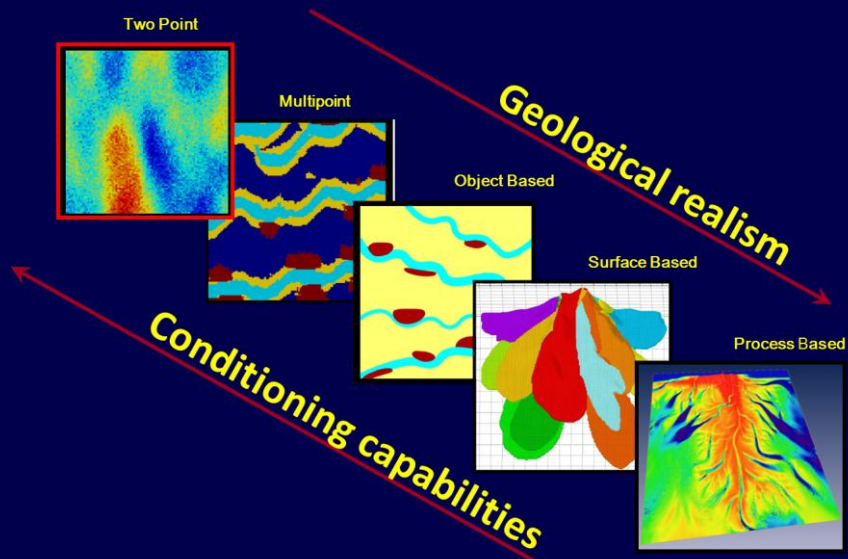 Two Point
Multipoint
Object Based
Surface Based
Process Based
Geological realism
Conditioning capabilities